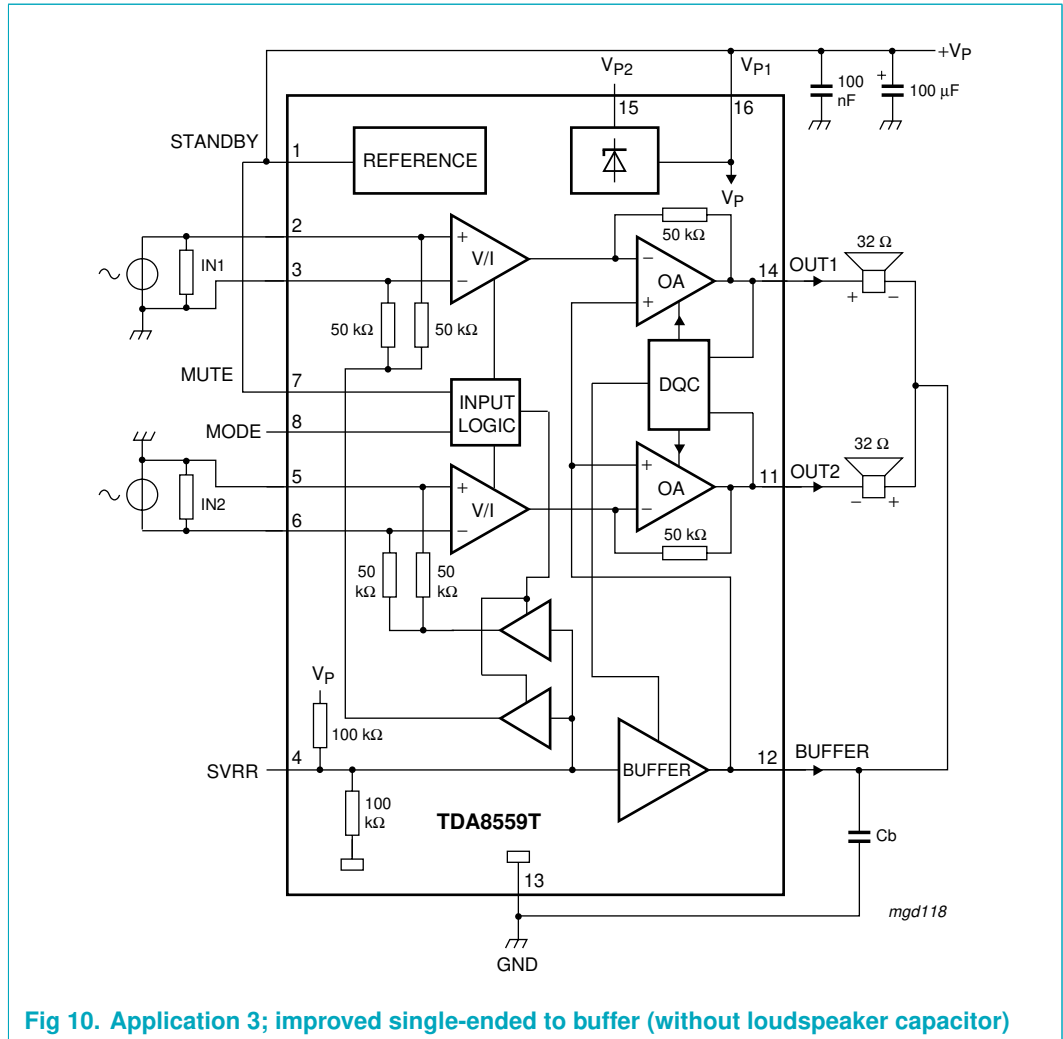 +VP
VP2
VP1
100
nF
+
100 µF
15
16
STANDBY
1
REFERENCE
VP
2
+
V/I
−
3
IN1
50 kΩ
50 kΩ
50 kΩ
−
OA
+
14
OUT1
32 Ω
+
−
MUTE
7
MODE
8
INPUT
LOGIC
DQC
5
+
V/I
−
6
IN2
50
kΩ
50
kΩ
+
OA
−
50 kΩ
11
OUT2
32 Ω
−
+
VP
100 kΩ
SVRR
4
100
kΩ
BUFFER
12
BUFFER
TDA8559T
Cb
13
GND
mgd118
Fig 10. Application 3; improved single-ended to buffer (without loudspeaker capacitor)